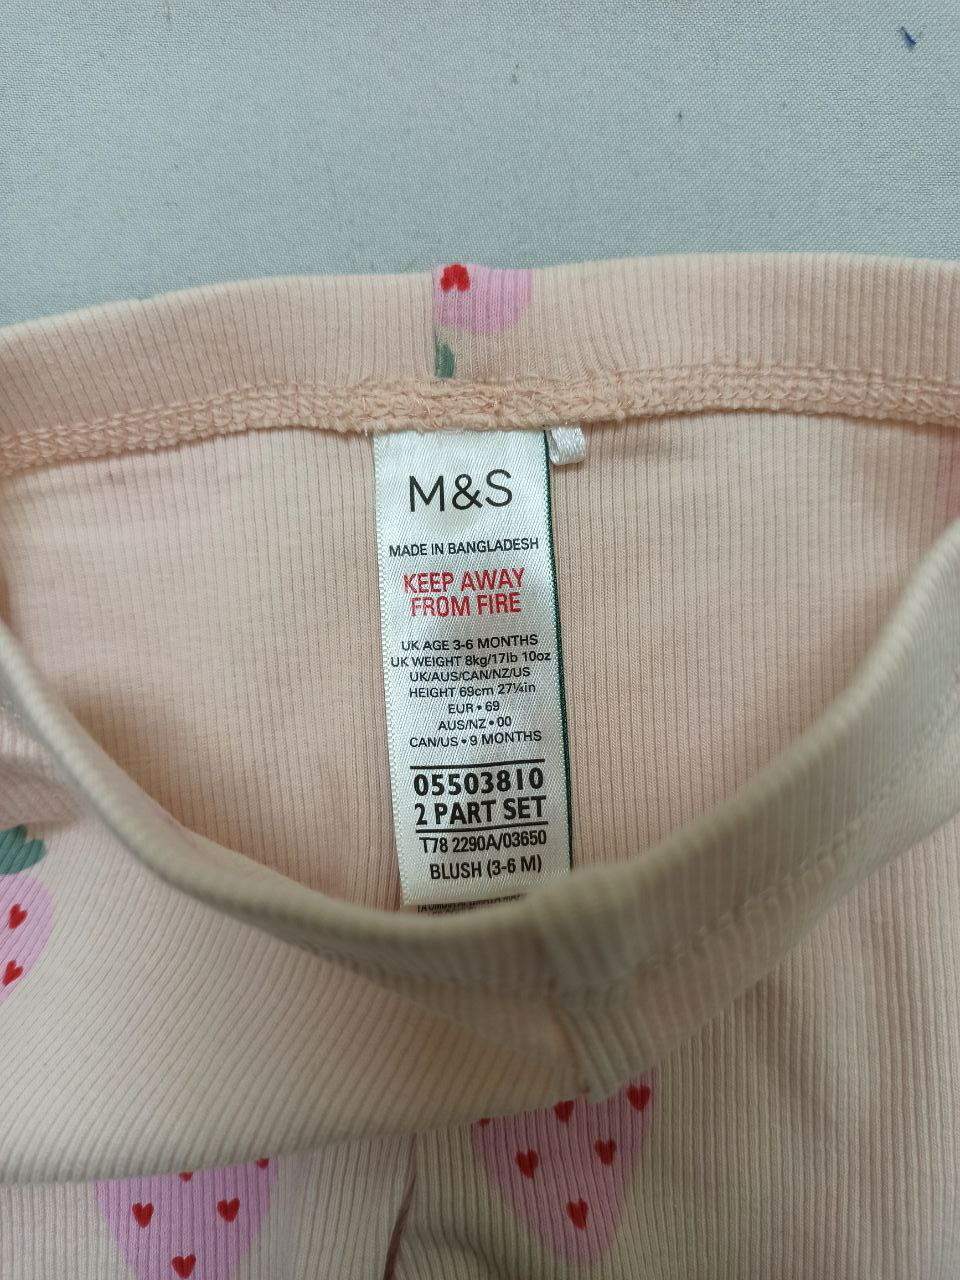 M&S
MADE IN BANGLADESH
KEEP AWAY
FROM FIRE
UK AGE 3-6 MONTHS
UK WEIGHT 8kg/17lb 10oz
UK/AUS/CAN/NZ/US
HEIGHT 69cm 27¼in
EUR • 69
AUS/NZ • 00
CAN/US • 9 MONTHS
05503810
2 PART SET
T78 2290A/03650
BLUSH (3-6 M)